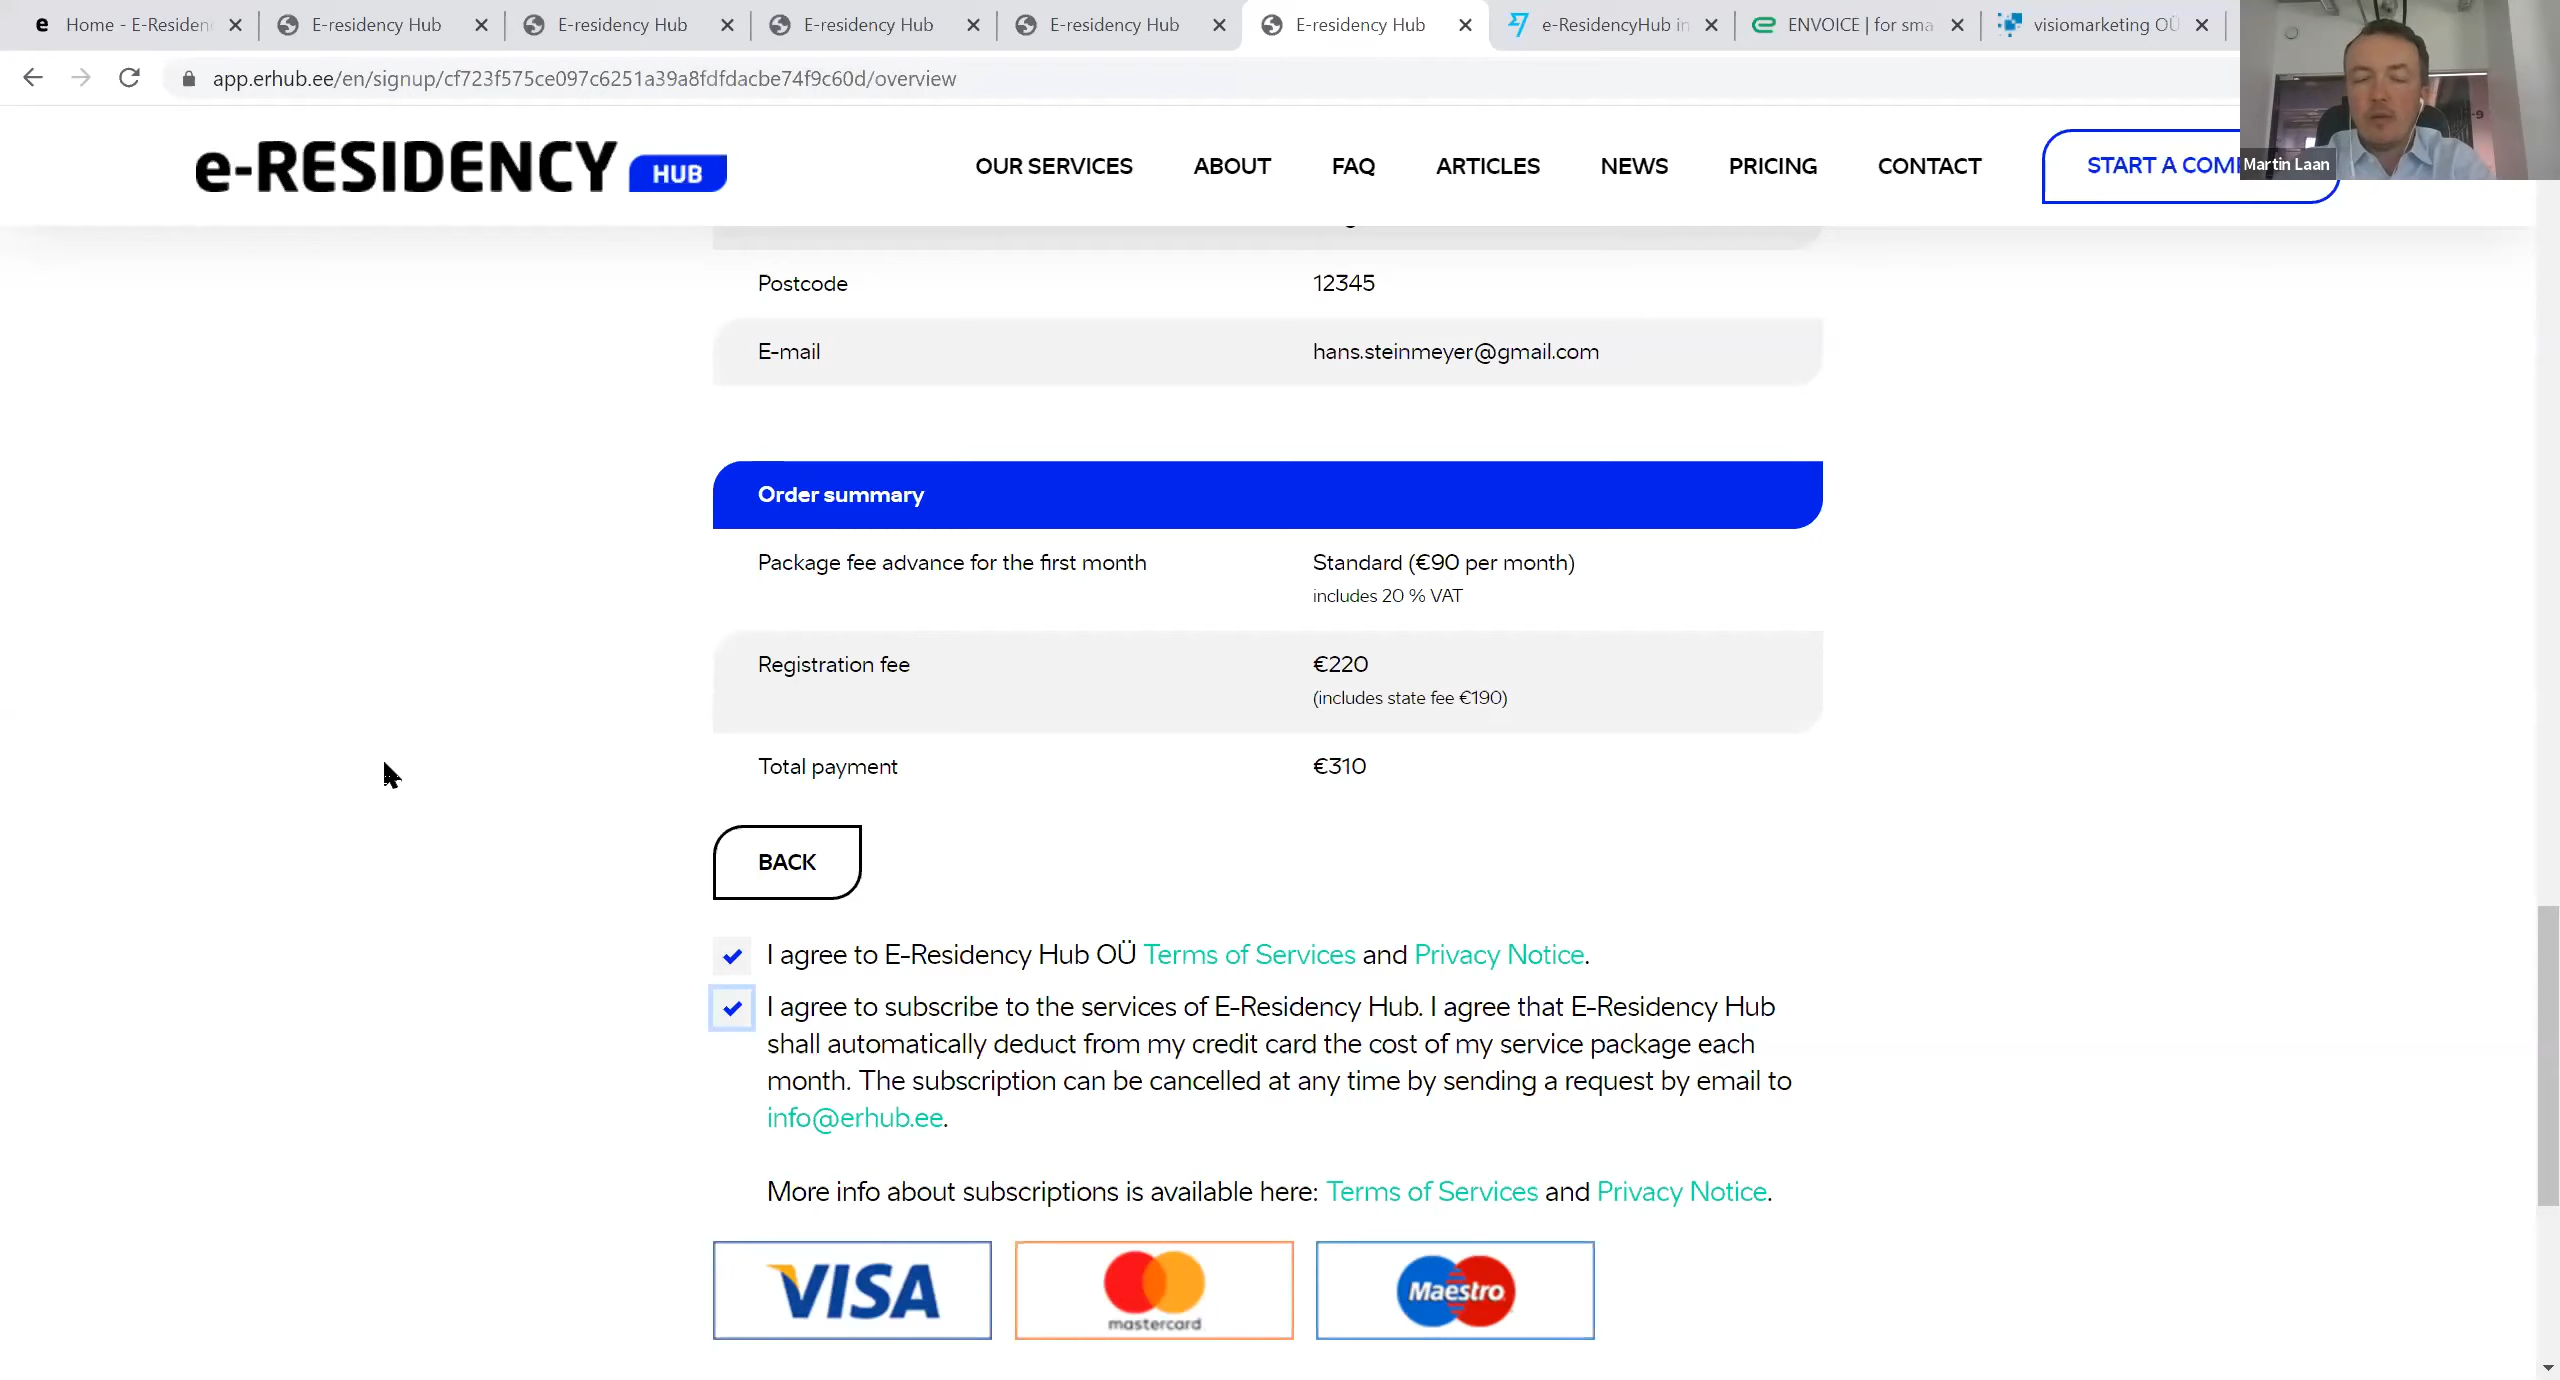 e Home - E-Residen
E-residency Hub
E-residency Hub
E-residency Hub
E-residency Hub
E-residency Hub
e-ResidencyHub in
ENVOICE | for sma
visiomarketing OÜ
app.erhub.ee/en/signup/cf723f575ce097c6251a39a8fdfdacbe74f9c60d/overview
e-RESIDENCY HUB
OUR SERVICES
ABOUT
FAQ
ARTICLES
NEWS
PRICING
CONTACT
START A COM
Martin Laan
Postcode 12345
E-mail hans.steinmeyer@gmail.com
Order summary
Package fee advance for the first month Standard (€90 per month)
includes 20 % VAT
Registration fee €220
(includes state fee €190)
Total payment €310
BACK
I agree to E-Residency Hub OÜ Terms of Services and Privacy Notice.
I agree to subscribe to the services of E-Residency Hub. I agree that E-Residency Hub
shall automatically deduct from my credit card the cost of my service package each
month. The subscription can be cancelled at any time by sending a request by email to
info@erhub.ee.
More info about subscriptions is available here: Terms of Services and Privacy Notice.
VISA
mastercard
Maestro